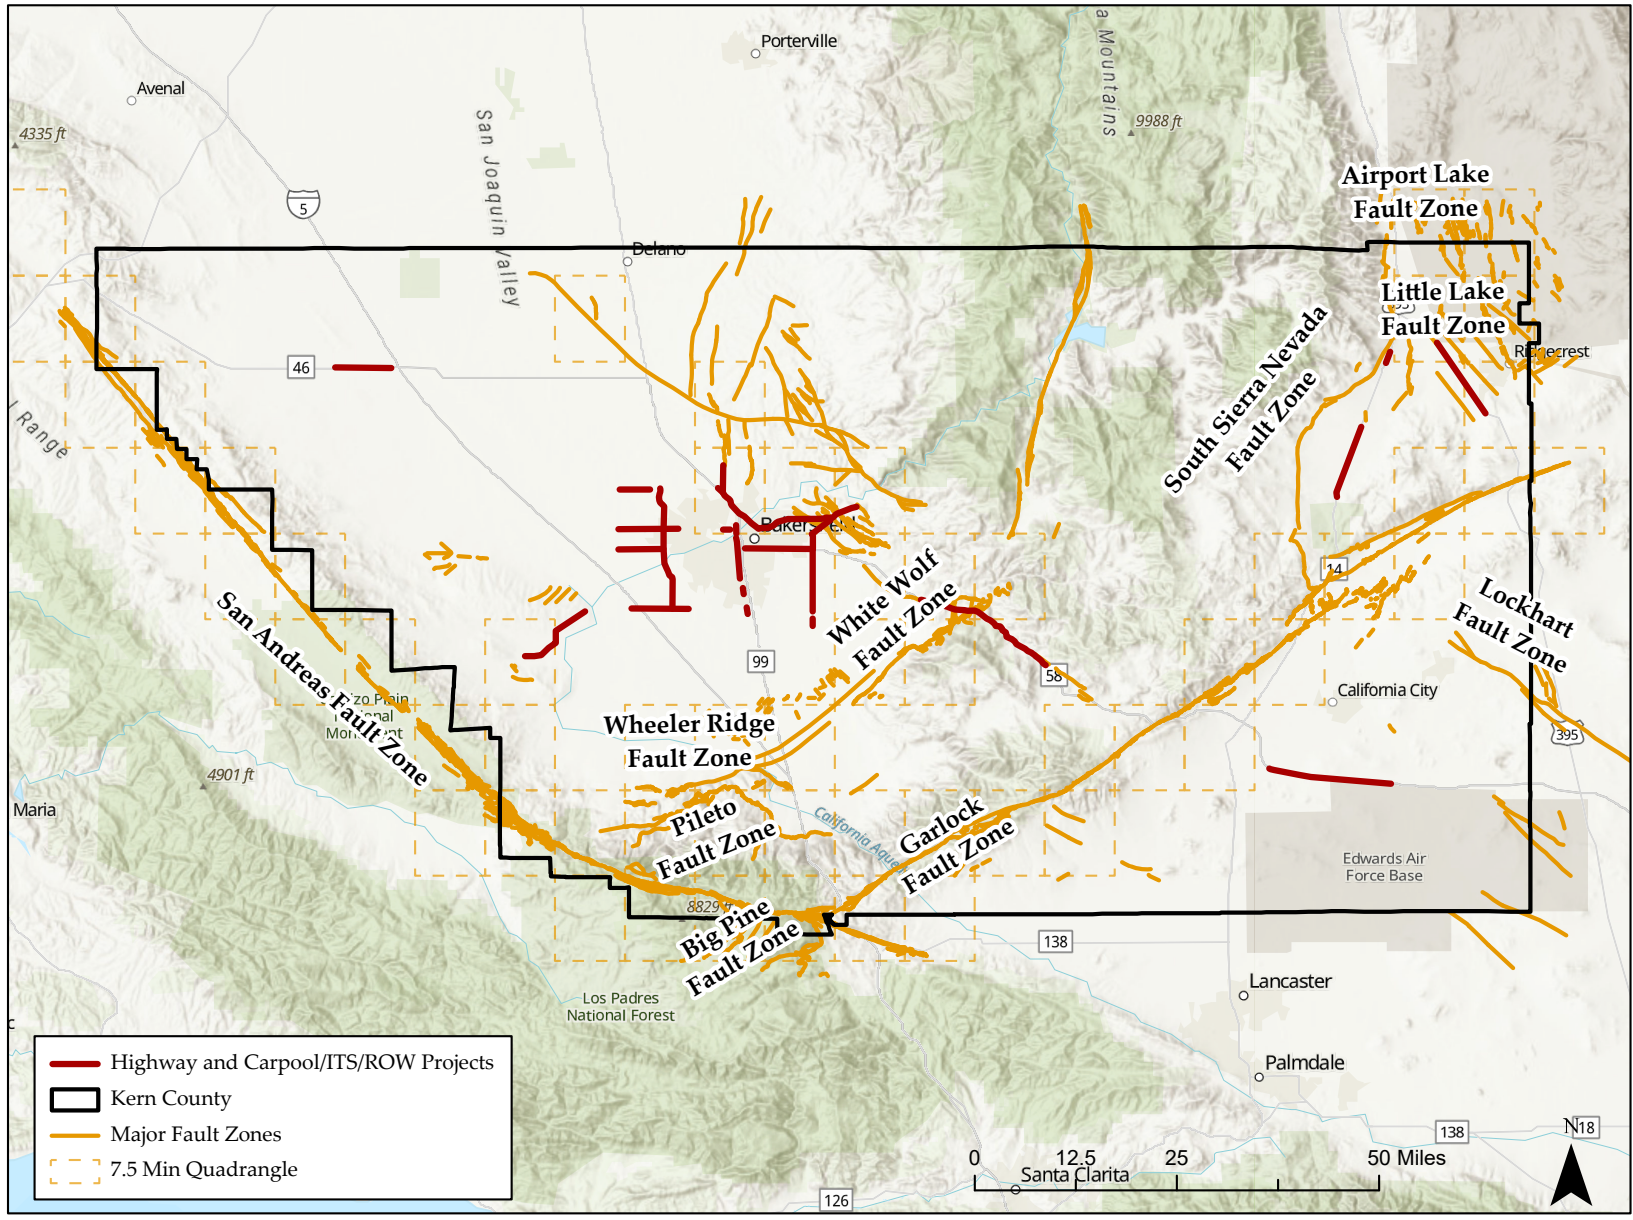 Porterville
Avenal
a Mountains
4335 ft
9988 ft
San Joaquin Valley
5
Airport Lake
Fault Zone
Delano
Little Lake
Fault Zone
Ridgecrest
46
South Sierra Nevada
Fault Zone
l Range
Bakersfield
14
White Wolf
Fault Zone
Lockhart
Fault Zone
San Andreas Fault Zone
99
58
California City
395
Wheeler Ridge
Fault Zone
4901 ft
Maria
Pileto
Fault Zone
California Aqued
Garlock
Fault Zone
Edwards Air
Force Base
8829 ft
Big Pine
Fault Zone
138
Lancaster
Los Padres
National Forest
c
Palmdale
Highway and Carpool/ITS/ROW Projects
Kern County
Major Fault Zones
7.5 Min Quadrangle
138
N
18
0 12.5 25 50 Miles
Santa Clarita
126